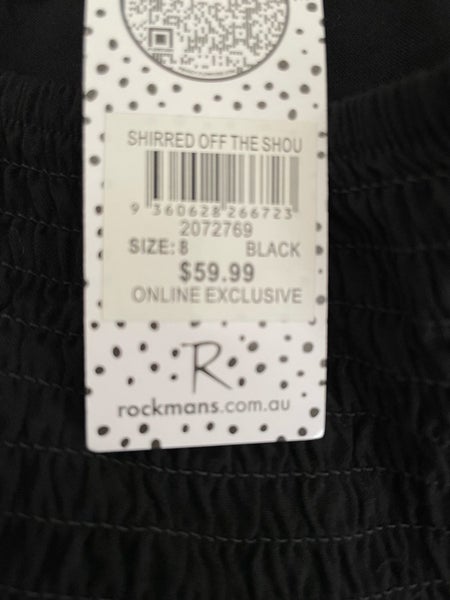 SHIRRED OFF THE SHOU
9 360628 266723
2072769
SIZE: 8 BLACK
$59.99
ONLINE EXCLUSIVE
R
rockmans.com.au